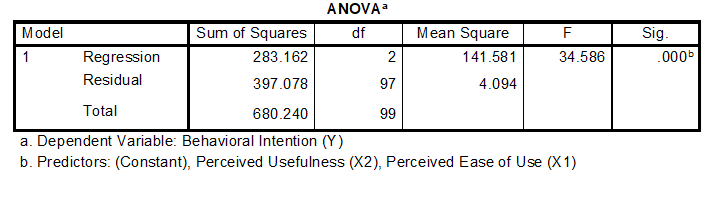 ANOVAa
Model Sum of Squares df Mean Square F Sig.
1 Regression 283.162 2 141.581 34.586 .000b
Residual 397.078 97 4.094
Total 680.240 99
a. Dependent Variable: Behavioral Intention (Y)
b. Predictors: (Constant), Perceived Usefulness (X2), Perceived Ease of Use (X1)